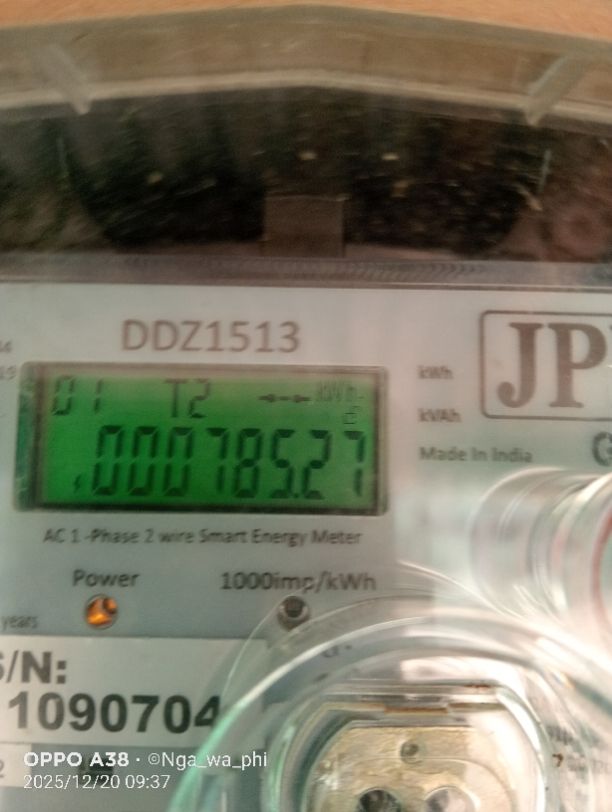 DDZ1513
JP
01 T2 kWh
000785.27
kWh
kVAh
Made In India
AC 1 -Phase 2 wire Smart Energy Meter
Power 1000imp/kWh
years
S/N:
1090704
OPPO A38 · ©Nga_wa_phi
2025/12/20 09:37